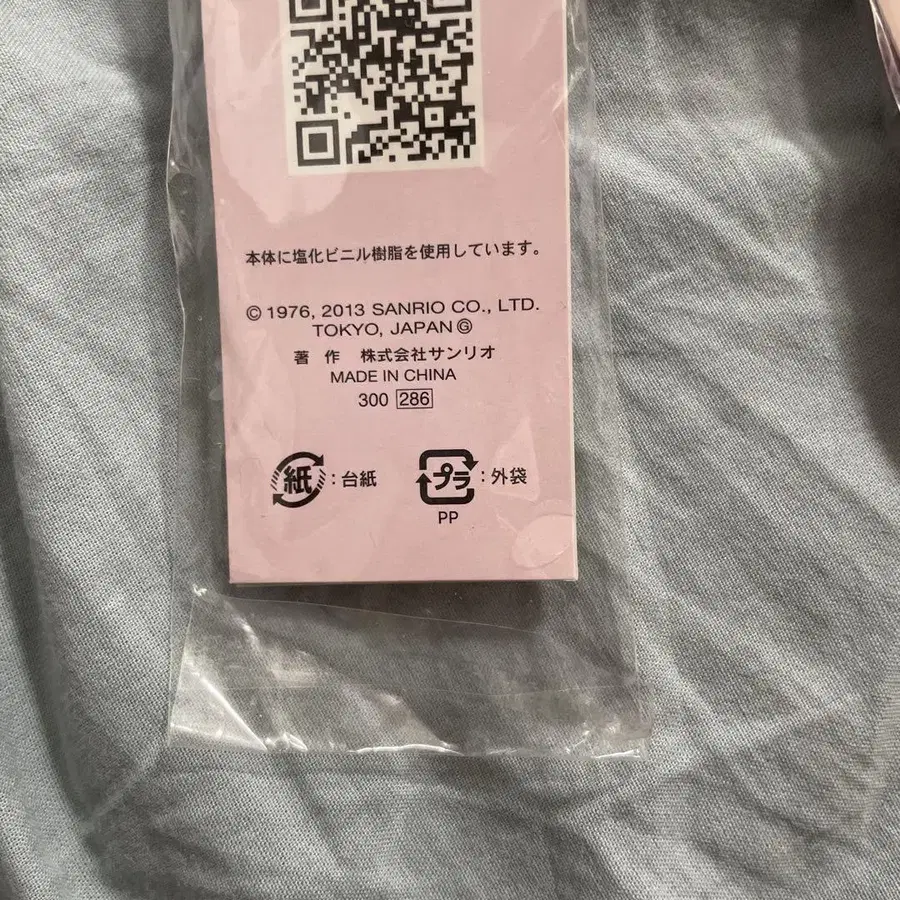 本体に塩化ビニル樹脂を使用しています。
© 1976, 2013 SANRIO CO., LTD.
TOKYO, JAPAN Ⓖ
著 作 株式会社サンリオ
MADE IN CHINA
300 286
紙 : 台紙
プラ : 外袋
PP